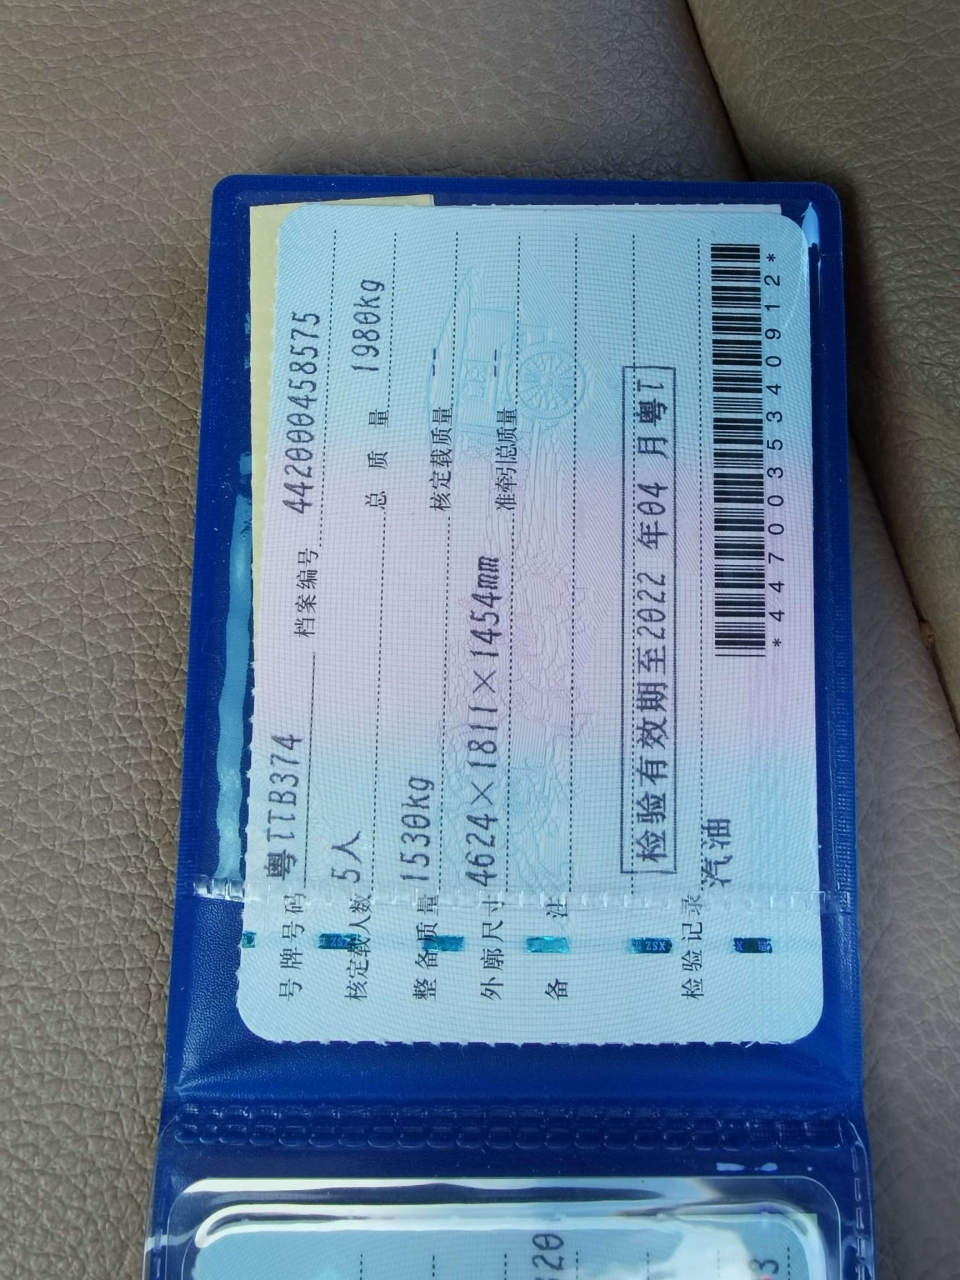 号牌号码 粤TTB374 档案编号 442000458575
核定载人数 5人 总质量 1980kg
整备质量 1530kg 核定载质量 --
外廓尺寸 4624×1811×1454mm 准牵引总质量 --
备注
检验有效期至2022年04月粤T
检验记录 汽油
*4470035340912*